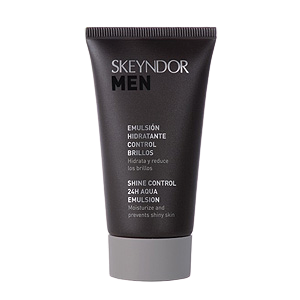 SKEYNDOR
MEN
EMULSIÓN
HIDRATANTE
CONTROL
BRILLOS
Hidrata y reduce
los brillos
SHINE CONTROL
24H AQUA
EMULSION
Moisturize and
prevents shiny skin